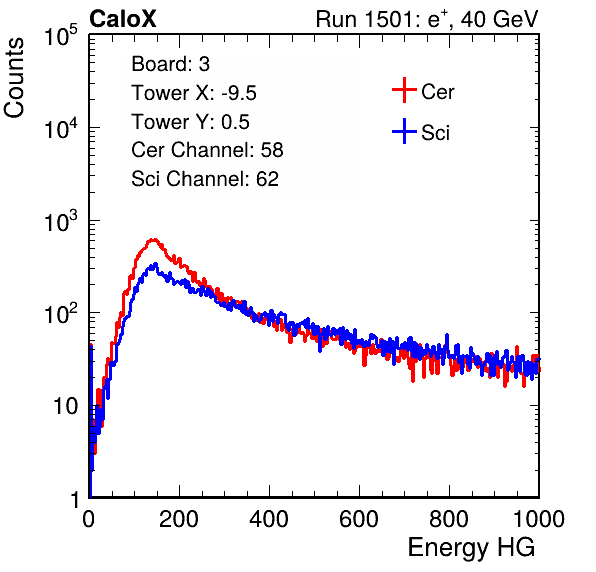 CaloX Run 1501: e⁺, 40 GeV
Counts
Board: 3
Tower X: -9.5
Tower Y: 0.5
Cer Channel: 58
Sci Channel: 62
Cer
Sci
10⁵
10⁴
10³
10²
10
1
0 200 400 600 800 1000
Energy HG